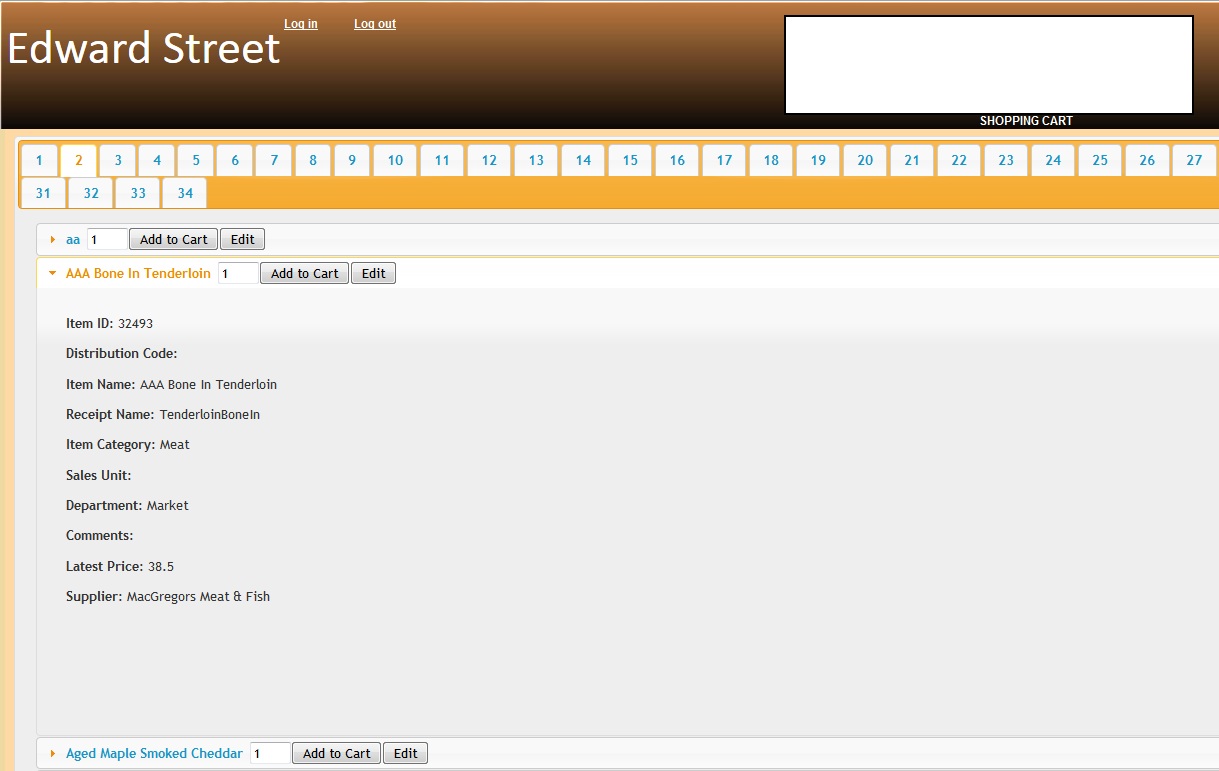 Log in Log out
Edward Street
SHOPPING CART
1 2 3 4 5 6 7 8 9 10 11 12 13 14 15 16 17 18 19 20 21 22 23 24 25 26 27
31 32 33 34
aa 1 Add to Cart Edit
AAA Bone In Tenderloin 1 Add to Cart Edit
Item ID: 32493
Distribution Code:
Item Name: AAA Bone In Tenderloin
Receipt Name: TenderloinBoneIn
Item Category: Meat
Sales Unit:
Department: Market
Comments:
Latest Price: 38.5
Supplier: MacGregors Meat & Fish
Aged Maple Smoked Cheddar 1 Add to Cart Edit